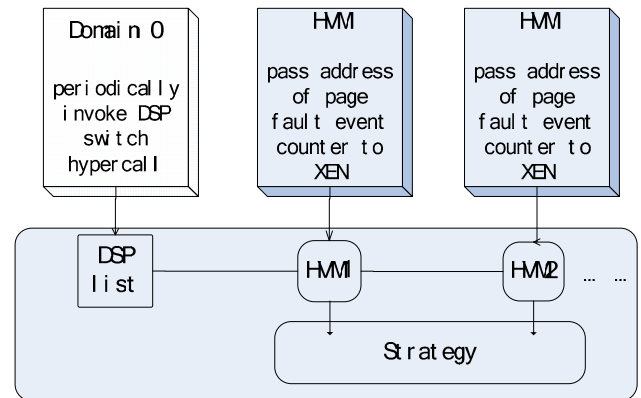 Domain 0
periodically
invoke DSP
switch
hypercall
HVM
pass address
of page
fault event
counter to
XEN
HVM
pass address
of page
fault event
counter to
XEN
DSP
list
HVM1
HVM2
... ...
Strategy